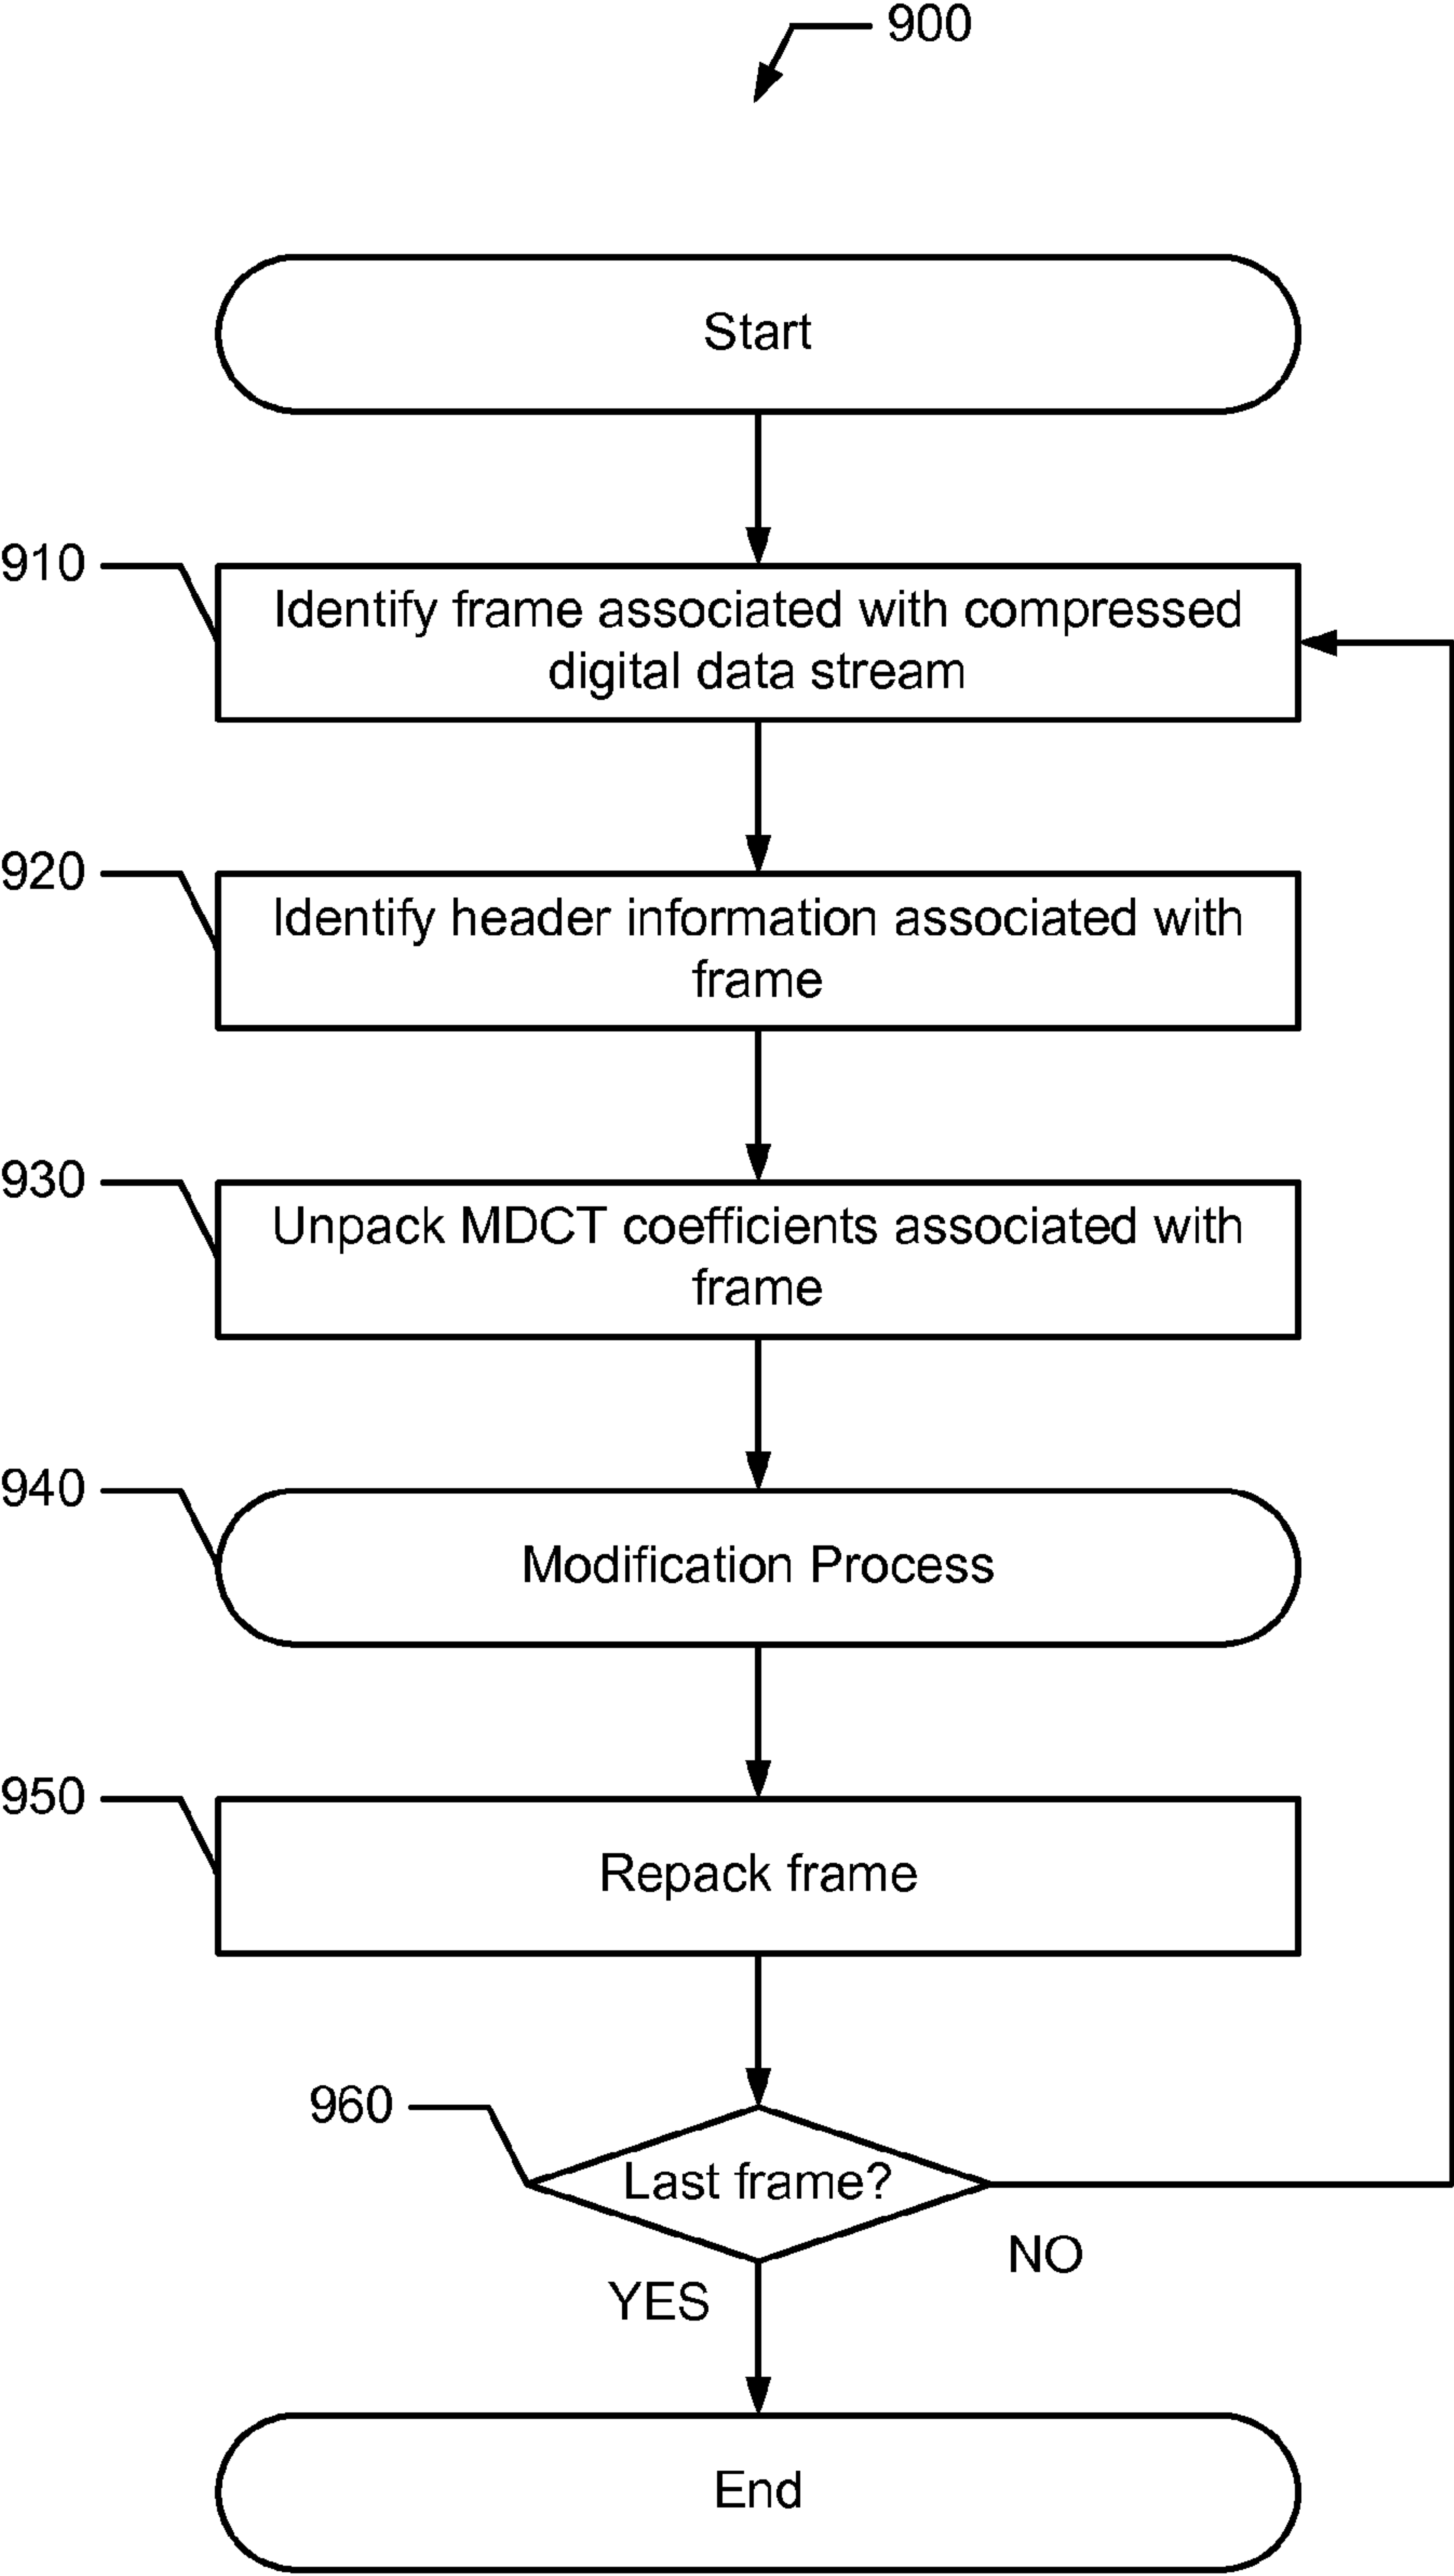 900
Start
910
Identify frame associated with compressed
digital data stream
920
Identify header information associated with
frame
930
Unpack MDCT coefficients associated with
frame
940
Modification Process
950
Repack frame
960
Last frame?
NO
YES
End